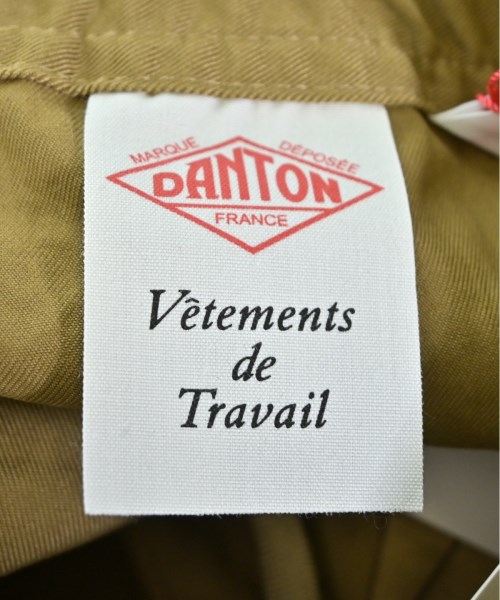 MARQUE DÉPOSÉE
DANTON
FRANCE
Vêtements
de
Travail